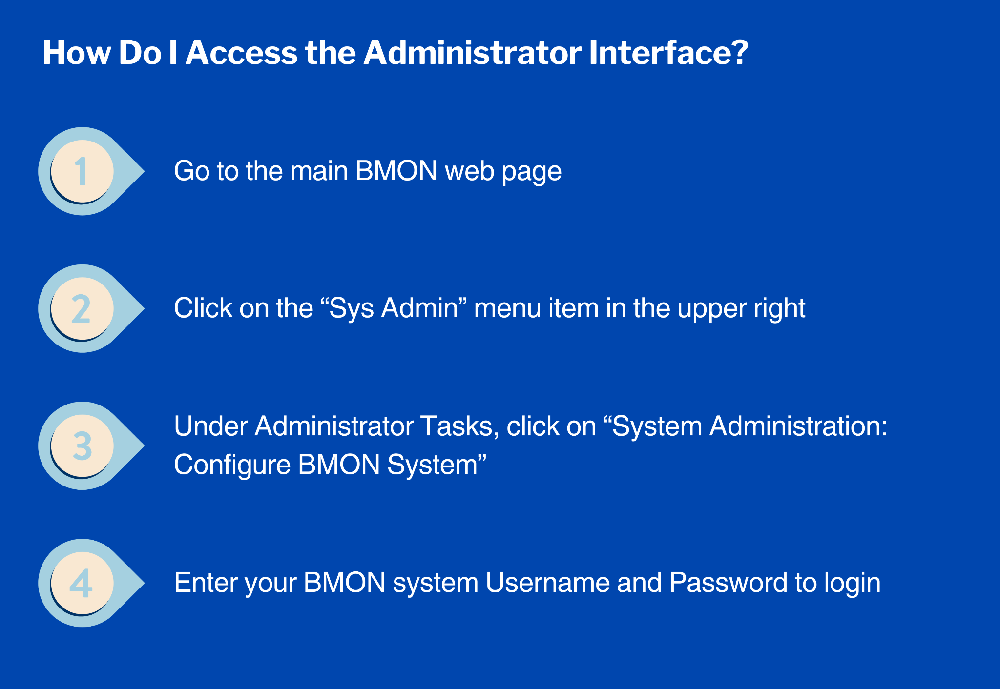 How Do I Access the Administrator Interface?
1
Go to the main BMON web page
2
Click on the “Sys Admin” menu item in the upper right
3
Under Administrator Tasks, click on “System Administration:
Configure BMON System”
4
Enter your BMON system Username and Password to login